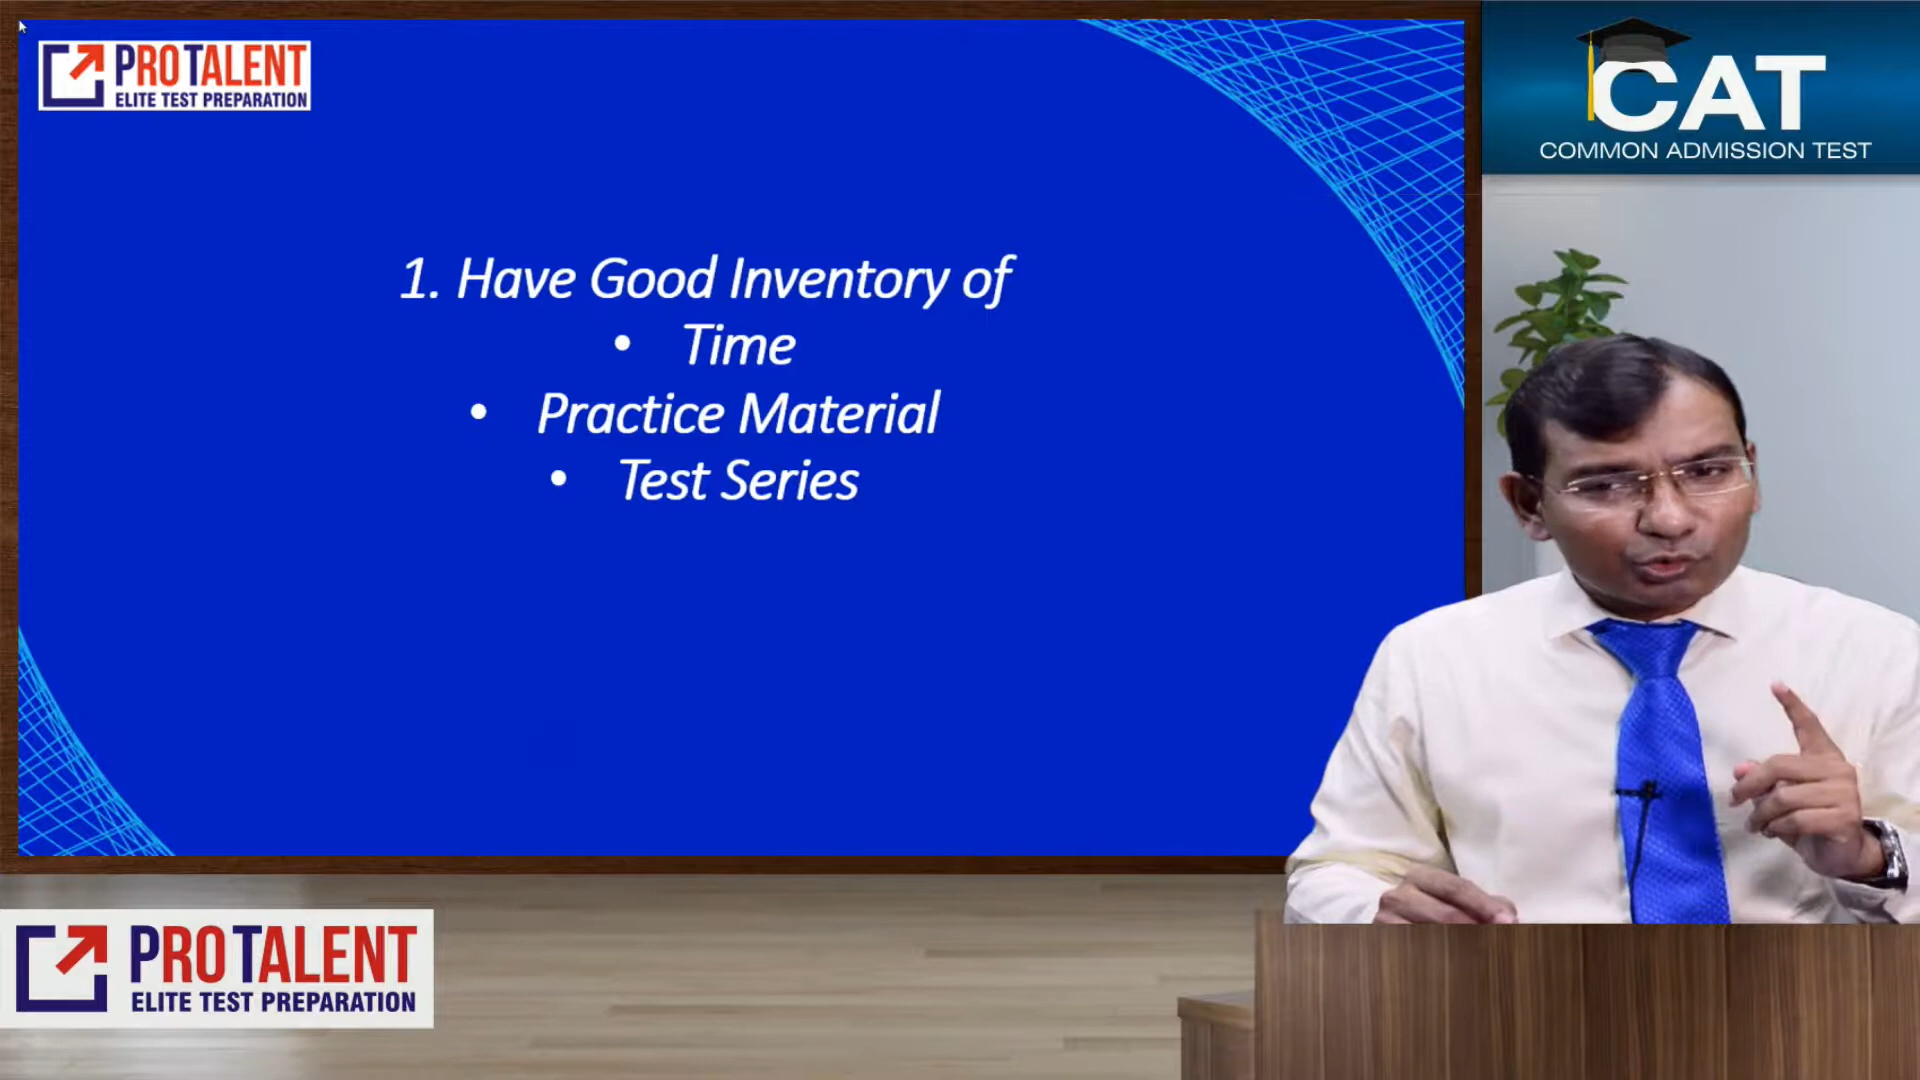 PROTALENT
ELITE TEST PREPARATION
CAT
COMMON ADMISSION TEST
1. Have Good Inventory of
• Time
• Practice Material
• Test Series
PROTALENT
ELITE TEST PREPARATION